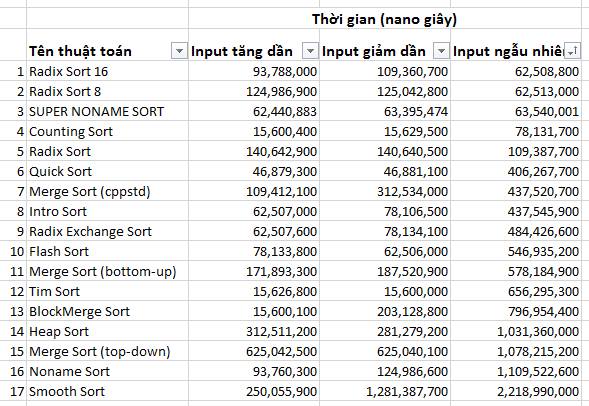 Thời gian (nano giây)
Tên thuật toán Input tăng dần Input giảm dần Input ngẫu nhiên
1 Radix Sort 16 93,788,000 109,360,700 62,508,800
2 Radix Sort 8 124,986,900 125,042,800 62,513,000
3 SUPER NONAME SORT 62,440,883 63,395,474 63,540,001
4 Counting Sort 15,600,400 15,629,500 78,131,700
5 Radix Sort 140,642,900 140,640,500 109,387,700
6 Quick Sort 46,879,300 46,881,100 406,267,700
7 Merge Sort (cppstd) 109,412,100 312,534,000 437,520,700
8 Intro Sort 62,507,000 78,106,500 437,545,900
9 Radix Exchange Sort 62,507,600 78,134,100 484,426,600
10 Flash Sort 78,133,800 62,506,000 546,935,200
11 Merge Sort (bottom-up) 171,893,300 187,520,900 578,184,900
12 Tim Sort 15,626,800 15,600,000 656,295,300
13 BlockMerge Sort 15,600,100 203,128,800 796,954,400
14 Heap Sort 312,511,200 281,279,200 1,031,360,000
15 Merge Sort (top-down) 625,042,500 625,040,100 1,078,215,200
16 Noname Sort 93,760,300 124,986,600 1,109,522,600
17 Smooth Sort 250,055,900 1,281,387,700 2,218,990,000